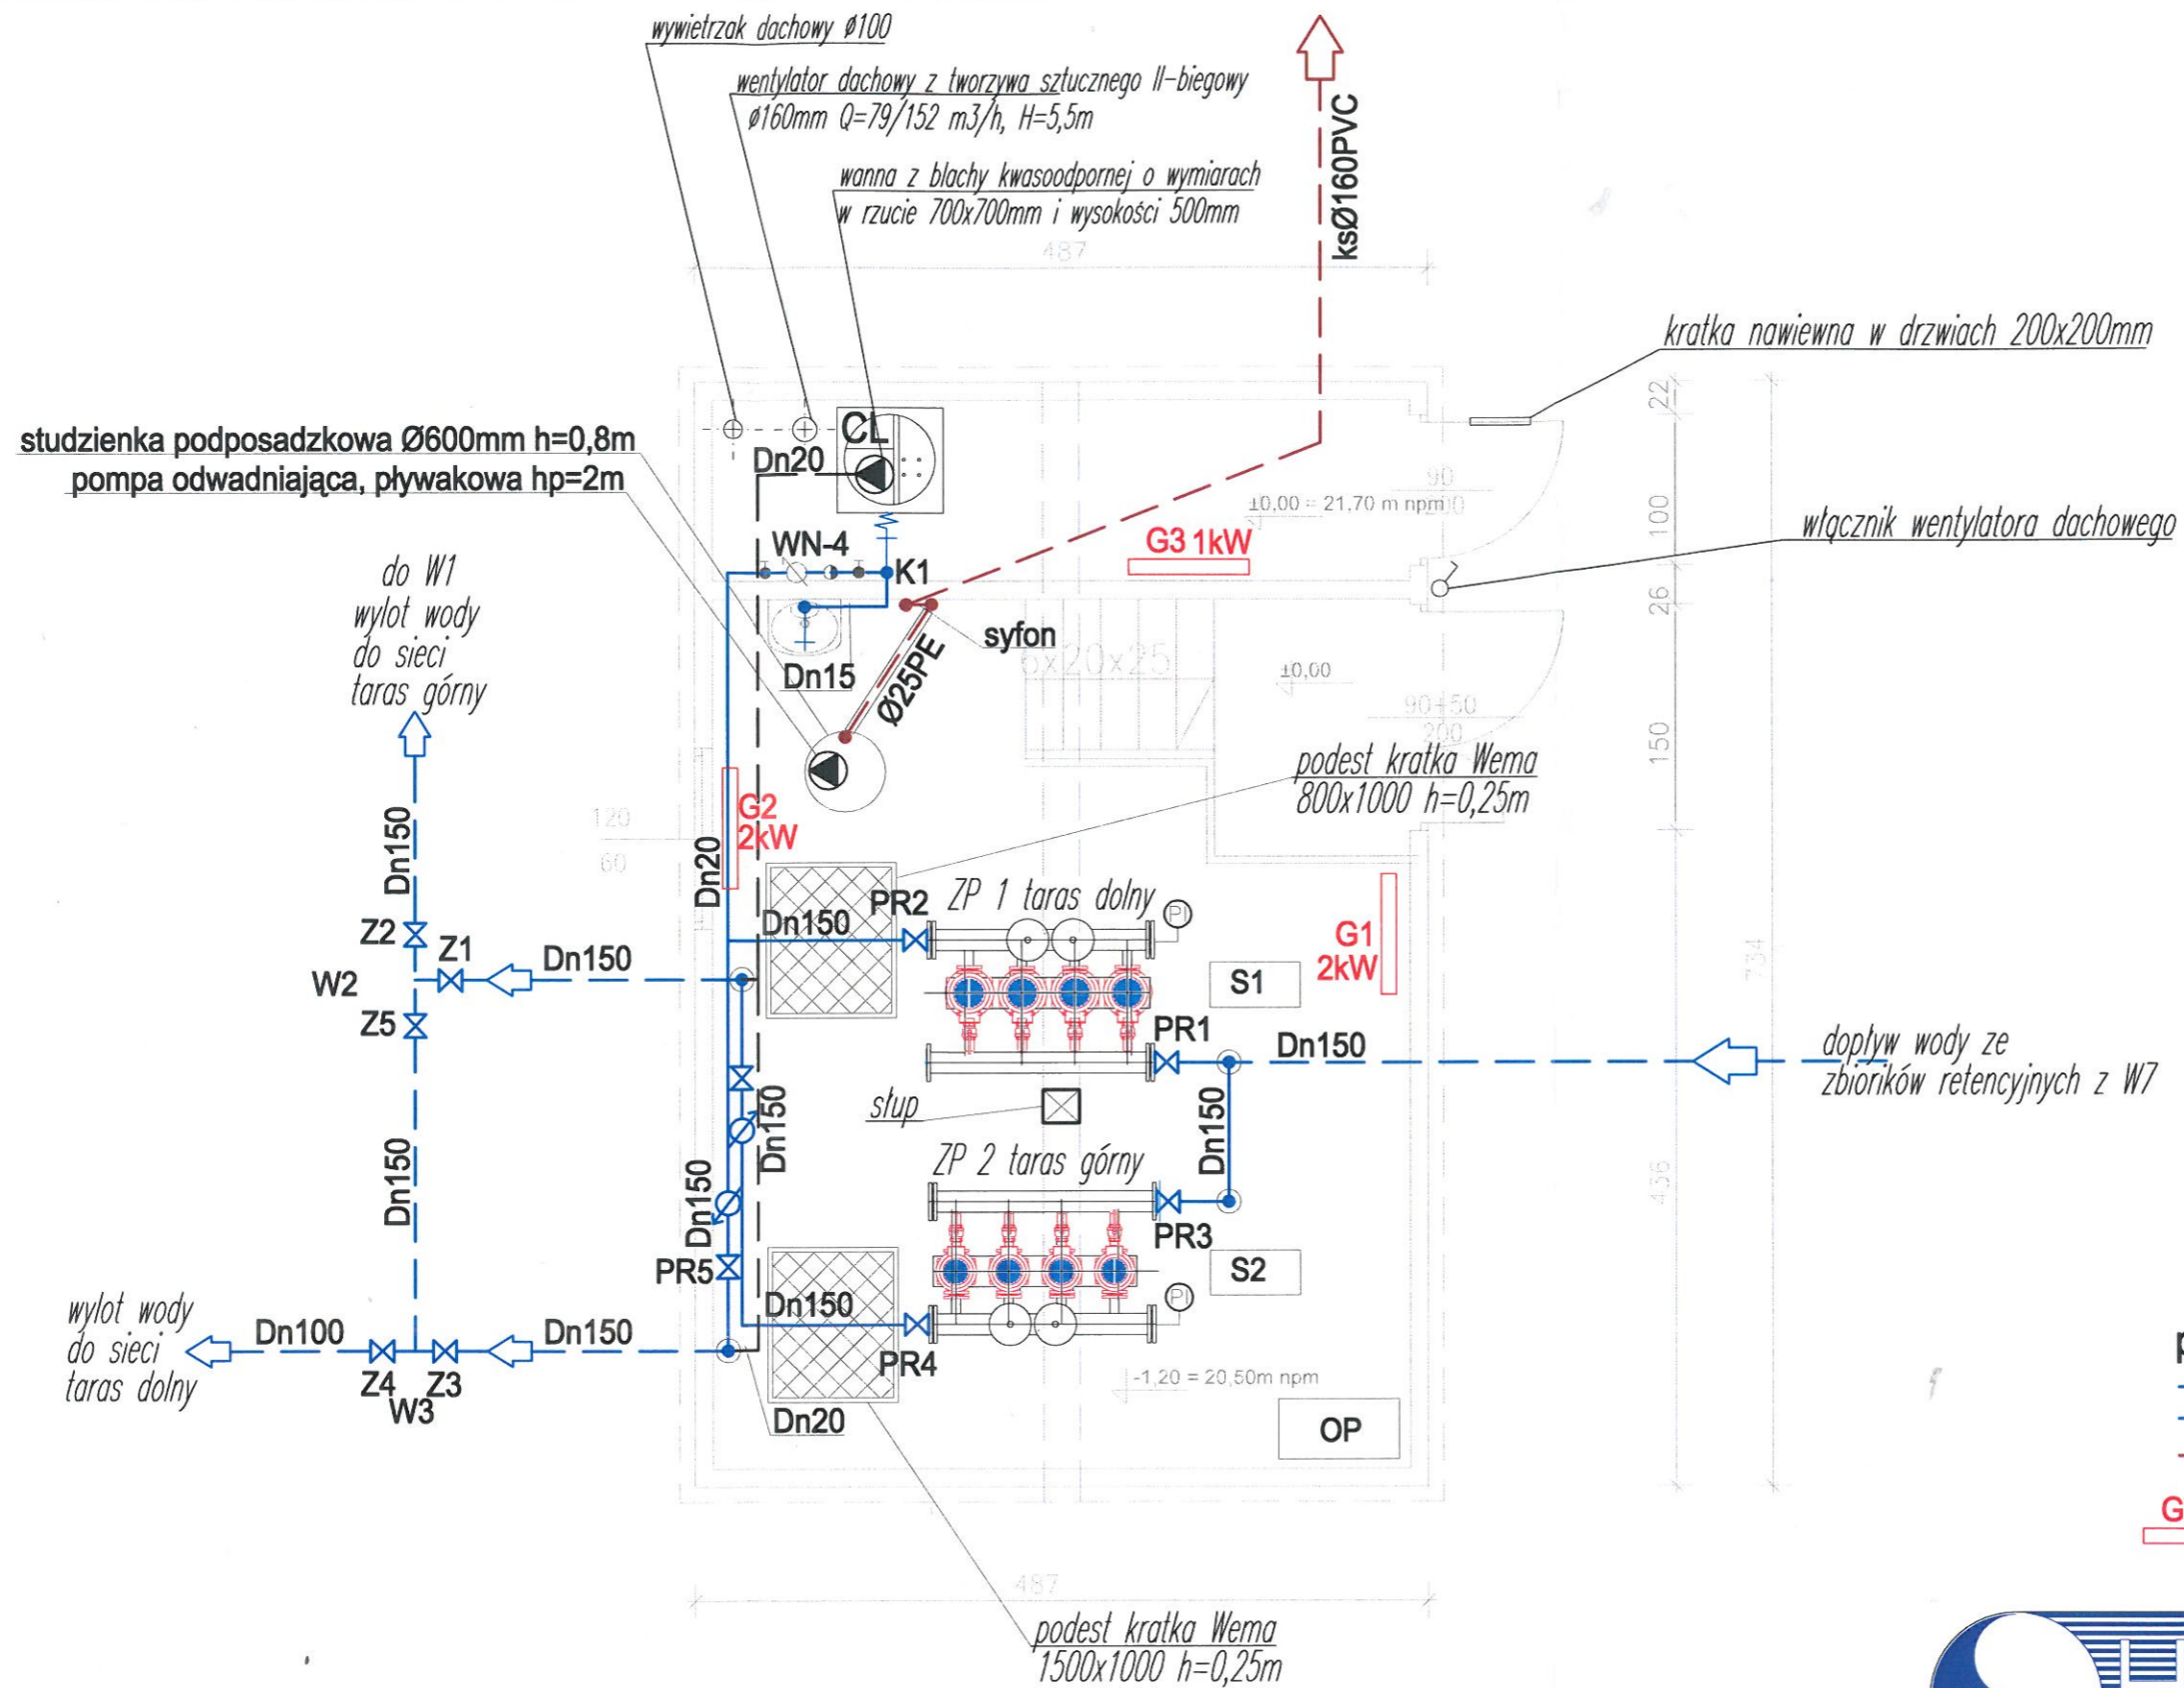 wywietrzak dachowy ø100
wentylator dachowy z tworzywa sztucznego II-biegowy
ø160mm Q=79/152 m3/h, H=5,5m
wanna z blachy kwasoodpornej o wymiarach
w rzucie 700x700mm i wysokości 500mm
ksØ160PVC
487
kratka nawiewna w drzwiach 200x200mm
22
studzienka podposadzkowa Ø600mm h=0,8m
pompa odwadniająca, pływakowa hp=2m
CL
Dn20
90
±0,00 = 21,70 m npm
100
włącznik wentylatora dachowego
WN-4
K1
G3 1kW
do W1
wylot wody
do sieci
taras górny
26
syfon
6x20x25
Dn15
Ø25PE
±0,00
90+50
200
150
podest kratka Wema
800x1000 h=0,25m
G2
2kW
120
60
Dn150
Dn20
ZP 1 taras dolny
PI
PR2
Dn150
Z2
Z1
Dn150
W2
Z5
G1
2kW
S1
734
PR1
Dn150
dopływ wody ze
zbiorików retencyjnych z W7
słup
Dn150
Dn150
Dn150
Dn150
ZP 2 taras górny
436
PR3
PR5
S2
Dn150
PI
wylot wody
do sieci
taras dolny
Dn100
Dn150
PR4
Z4
Z3
W3
-1,20 = 20,50m npm
Dn20
OP
G
487
podest kratka Wema
1500x1000 h=0,25m